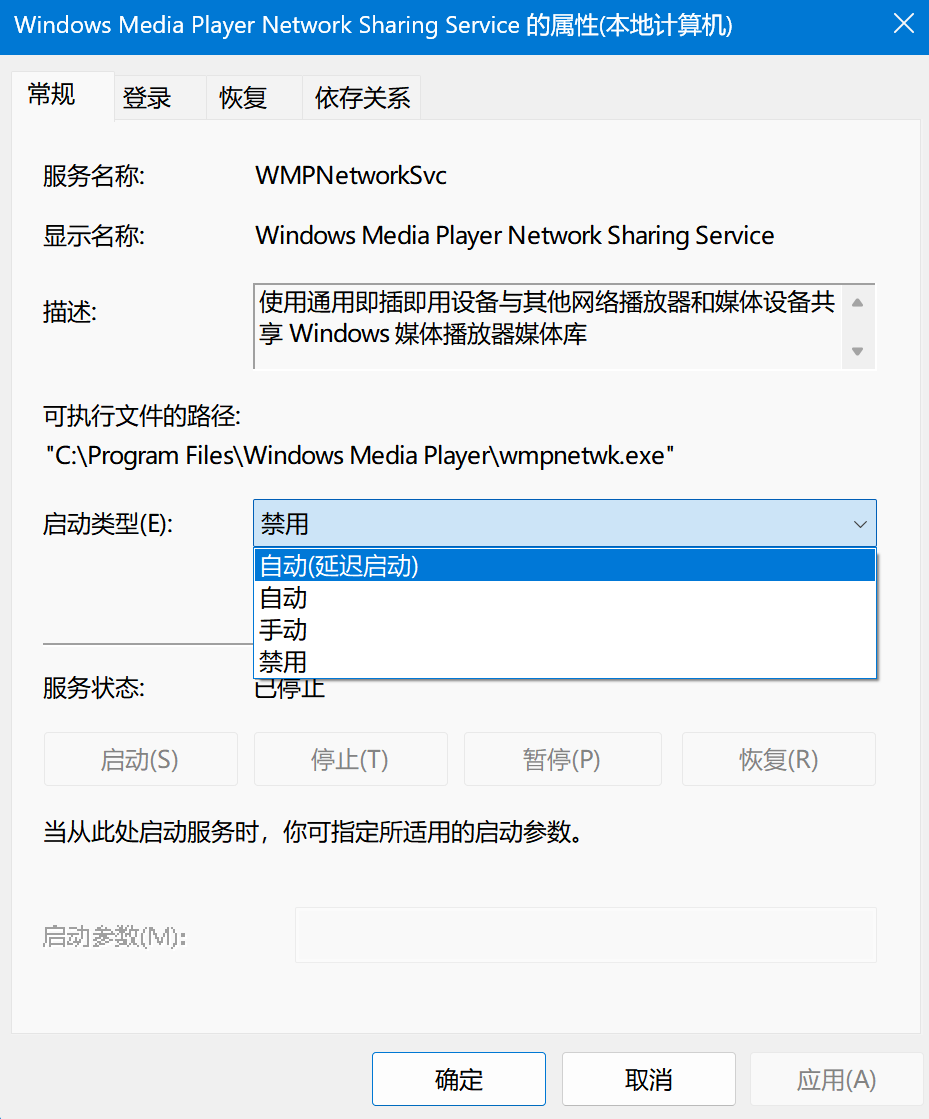 Windows Media Player Network Sharing Service 的属性(本地计算机)
常规 登录 恢复 依存关系
服务名称: WMPNetworkSvc
显示名称: Windows Media Player Network Sharing Service
描述: 使用通用即插即用设备与其他网络播放器和媒体设备共
享 Windows 媒体播放器媒体库
可执行文件的路径:
"C:\Program Files\Windows Media Player\wmpnetwk.exe"
启动类型(E): 禁用
自动(延迟启动)
自动
手动
禁用
服务状态: 已停止
启动(S) 停止(T) 暂停(P) 恢复(R)
当从此处启动服务时，你可指定所适用的启动参数。
启动参数(M):
确定 取消 应用(A)